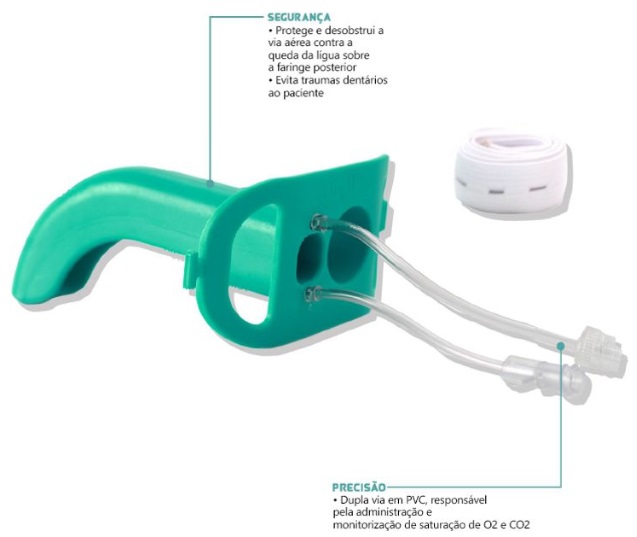 SEGURANÇA
• Protege e desobstrui a
via aérea contra a
queda da lígua sobre
a faringe posterior
• Evita traumas dentários
ao paciente
PRECISÃO
• Dupla via em PVC, responsável
pela administração e
monitorização de saturação de O2 e CO2